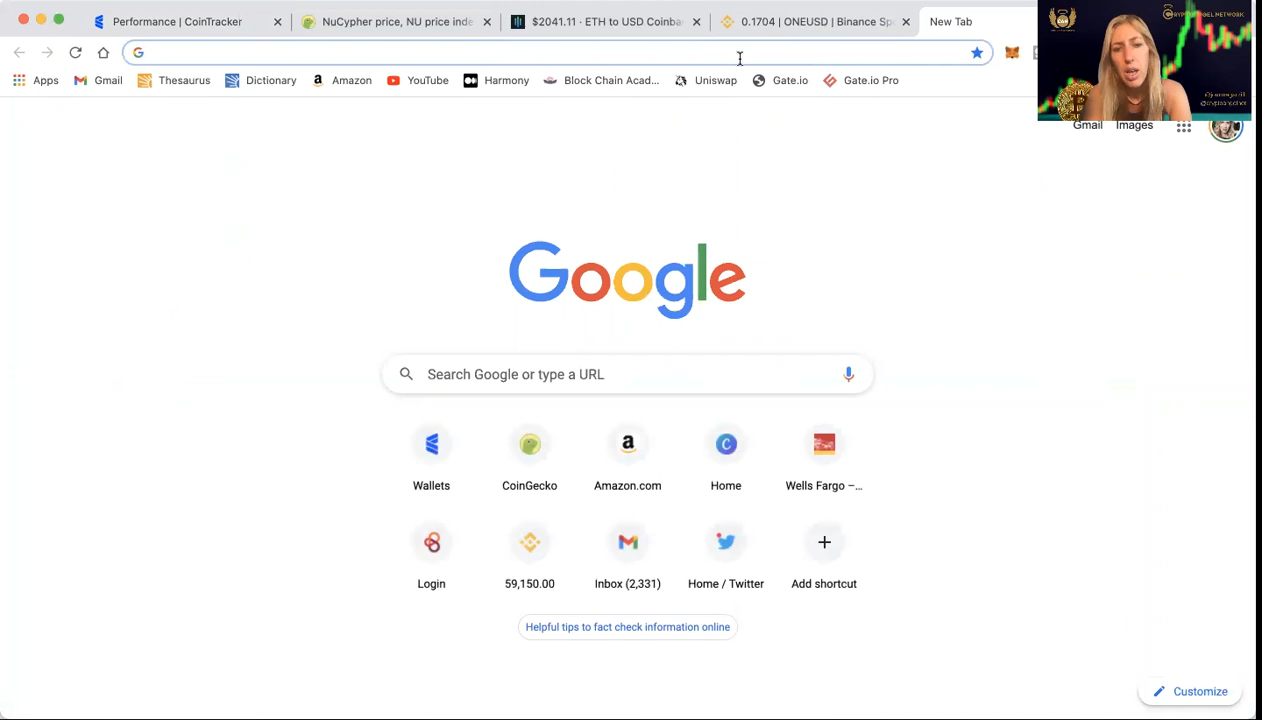 Performance | CoinTracker
NuCypher price, NU price inde
$2041.11 · ETH to USD Coinba
0.1704 | ONEUSD | Binance Sp
New Tab
Apps
Gmail
Thesaurus
Dictionary
Amazon
YouTube
Harmony
Block Chain Acad...
Uniswap
Gate.io
Gate.io Pro
Gmail
Images
Google
Search Google or type a URL
Wallets
CoinGecko
Amazon.com
Home
Wells Fargo –...
Login
59,150.00
Inbox (2,331)
Home / Twitter
Add shortcut
Helpful tips to fact check information online
Customize